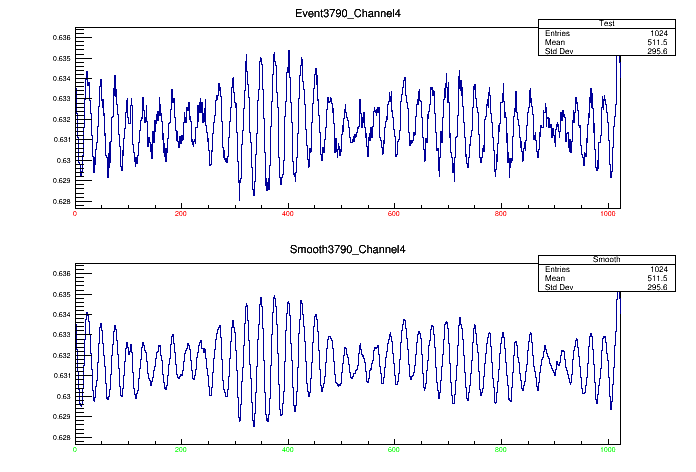 Event3790_Channel4
Test
Entries 1024
Mean 511.5
Std Dev 295.6
0.636
0.635
0.634
0.633
0.632
0.631
0.63
0.629
0.628
0 200 400 600 800 1000
Smooth3790_Channel4
Smooth
Entries 1024
Mean 511.5
Std Dev 295.6
0.636
0.635
0.634
0.633
0.632
0.631
0.63
0.629
0.628
0 200 400 600 800 1000